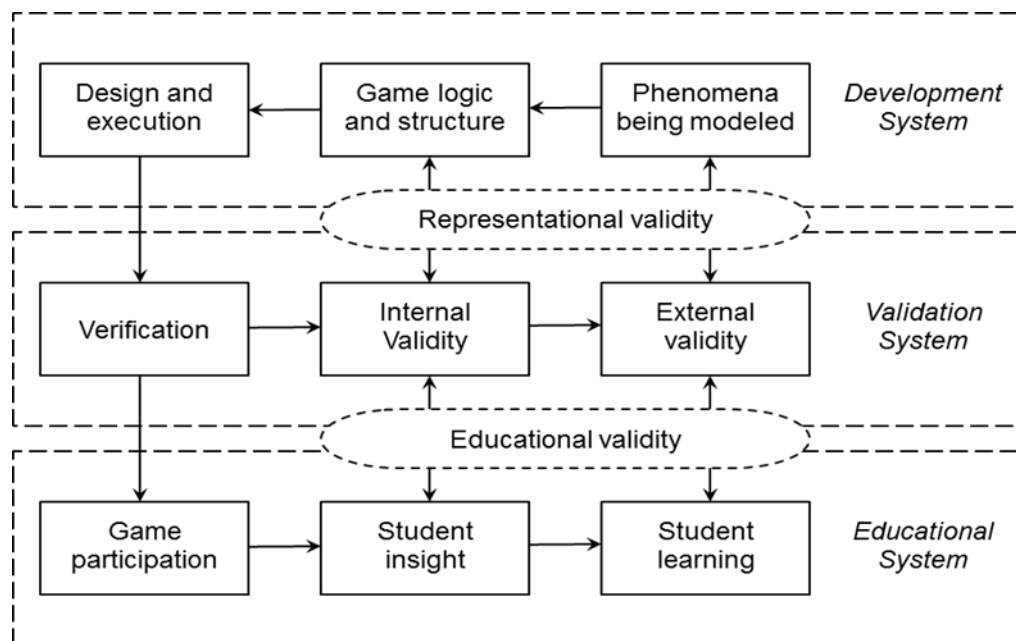 Design and
execution
Game logic
and structure
Phenomena
being modeled
Development
System
Representational validity
Verification
Internal
Validity
External
validity
Validation
System
Educational validity
Game
participation
Student
insight
Student
learning
Educational
System